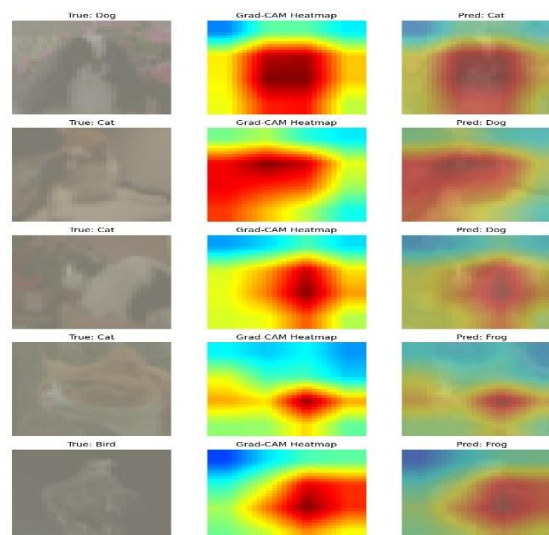 True: Dog Grad-CAM Heatmap Pred: Cat
True: Cat Grad-CAM Heatmap Pred: Dog
True: Cat Grad-CAM Heatmap Pred: Dog
True: Cat Grad-CAM Heatmap Pred: Frog
True: Bird Grad-CAM Heatmap Pred: Frog